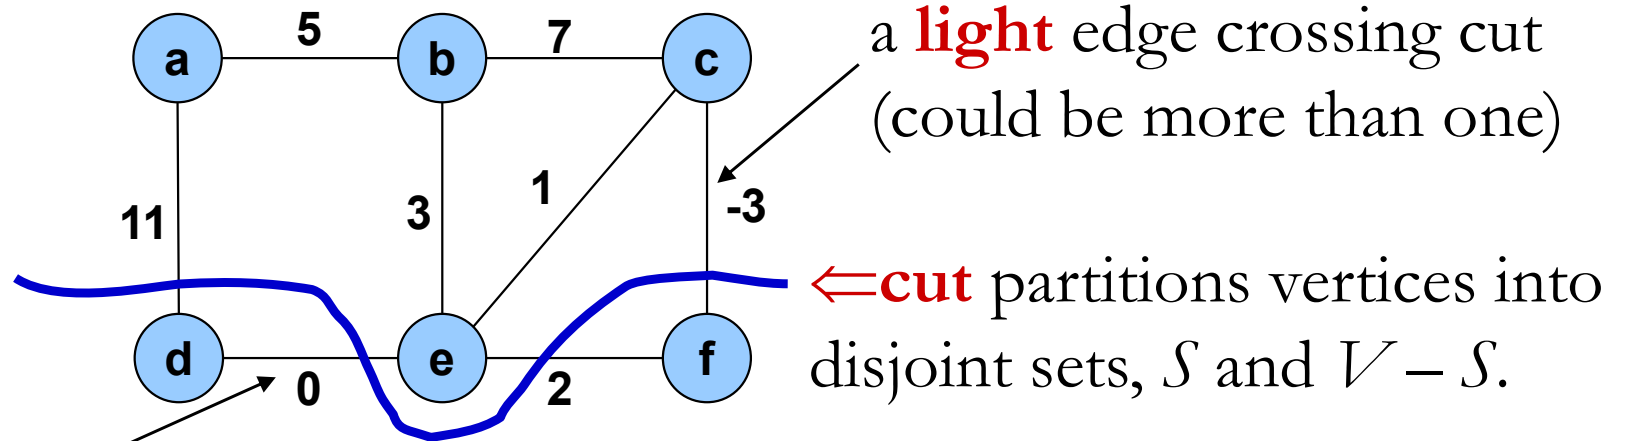 a 5 b 7 c
a light edge crossing cut
(could be more than one)
11 3 1 -3
⇐cut partitions vertices into
disjoint sets, S and V – S.
d 0 e 2 f